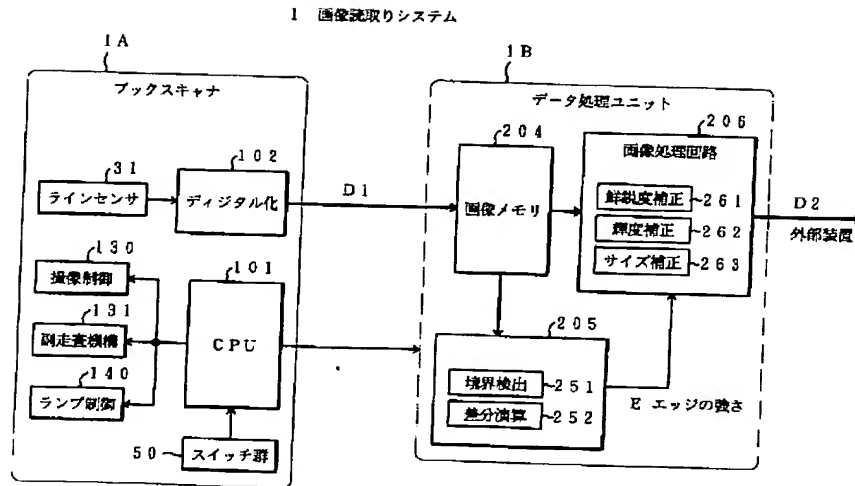 1 画像読取りシステム
1A
ブックスキャナ
31
ラインセンサ
102
ディジタル化
D1
130
撮像制御
131
副走査機構
140
ランプ制御
101
CPU
50
スイッチ群
1B
データ処理ユニット
204
画像メモリ
206
画像処理回路
鮮鋭度補正
261
輝度補正
262
サイズ補正
263
D2
外部装置
205
境界検出
251
差分演算
252
E エッジの強さ